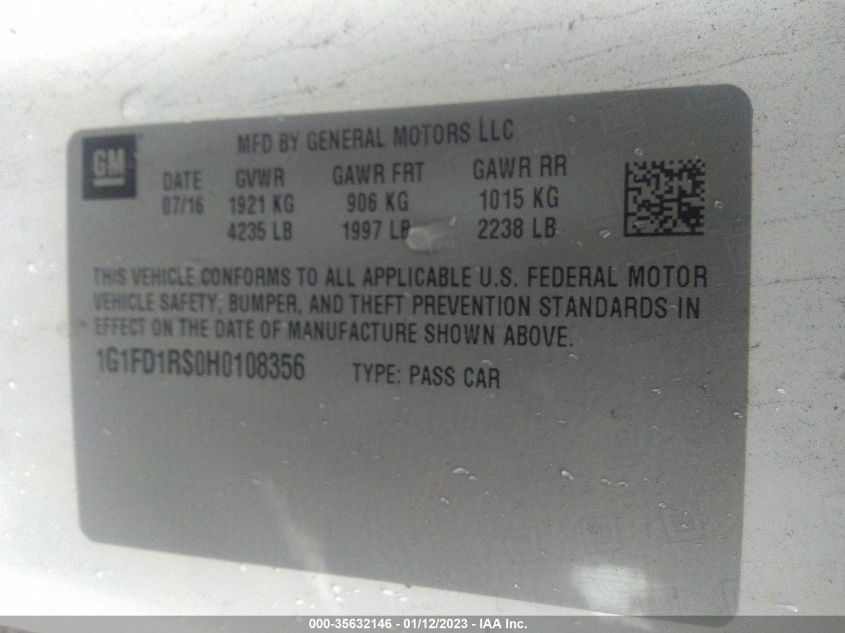 GM
MFD BY GENERAL MOTORS LLC
DATE GVWR GAWR FRT GAWR RR
07/16 1921 KG 906 KG 1015 KG
4235 LB 1997 LB 2238 LB
THIS VEHICLE CONFORMS TO ALL APPLICABLE U.S. FEDERAL MOTOR
VEHICLE SAFETY, BUMPER, AND THEFT PREVENTION STANDARDS IN
EFFECT ON THE DATE OF MANUFACTURE SHOWN ABOVE.
1G1FD1RS0H0108356 TYPE: PASS CAR
000-35632146 - 01/12/2023 - IAA Inc.